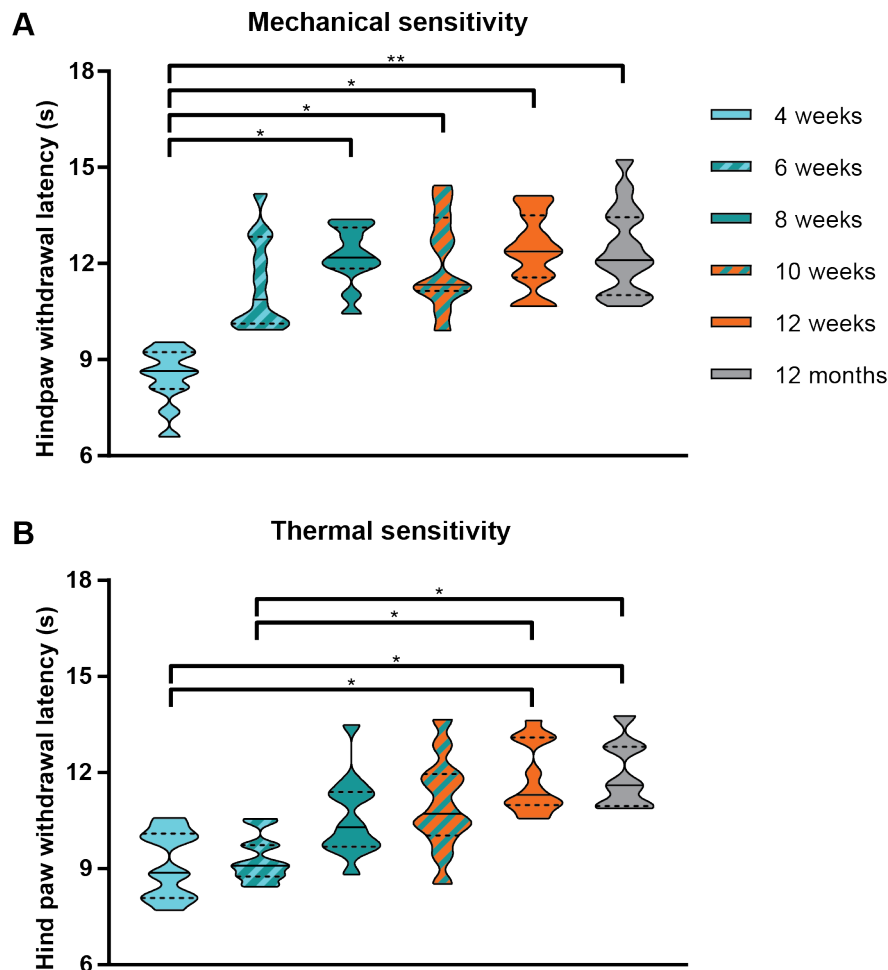 A
Mechanical sensitivity
Hindpaw withdrawal latency (s)
18
15
12
9
6
**
*
*
*
4 weeks
6 weeks
8 weeks
10 weeks
12 weeks
12 months
B
Thermal sensitivity
Hind paw withdrawal latency (s)
18
15
12
9
6
*
*
*
*